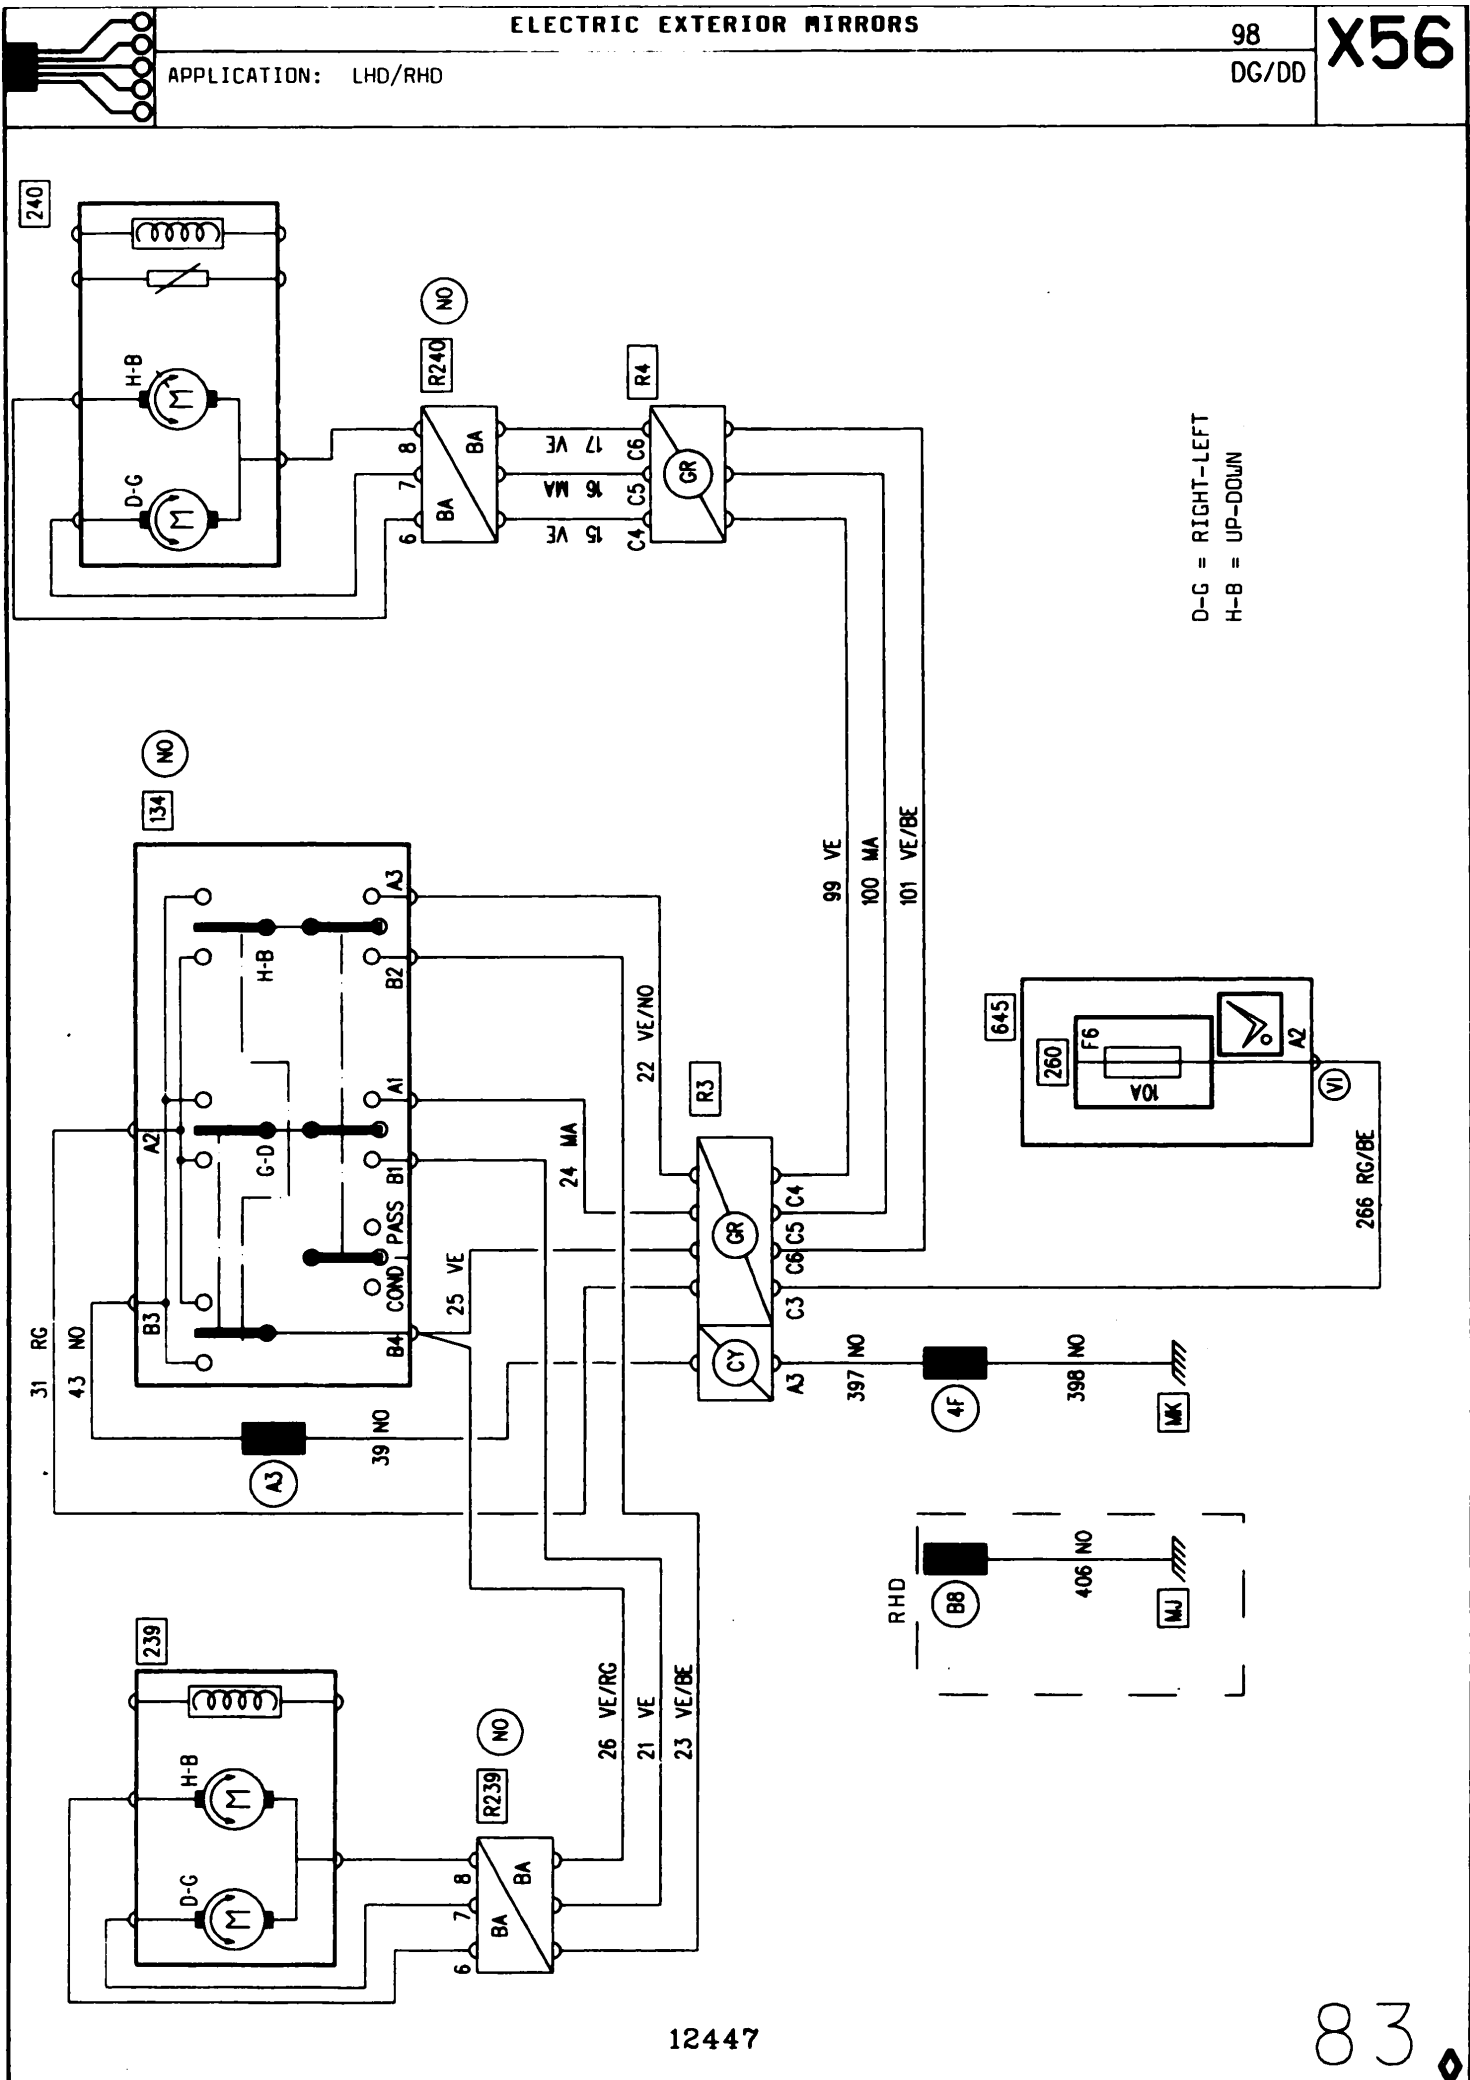 ELECTRIC EXTERIOR MIRRORS
98
X56
APPLICATION: LHD/RHD
DG/DD
240
H-B
D-G
NO
R240
R4
8
7
6
BA
BA
17 VE
16 MA
15 VE
C6
C5
C4
GR
D-G = RIGHT-LEFT
H-B = UP-DOWN
NO
134
A3
B2
A1
B1
PASS
COND
B4
A2
B3
H-B
G-D
31 RG
43 NO
A3
39 NO
22 VE/NO
24 MA
25 VE
R3
GR
CY
C4
C5
C6
C3
A3
99 VE
100 MA
101 VE/BE
645
260
F6
10A
A2
VI
266 RG/BE
397 NO
4F
398 NO
MK
RHD
B8
406 NO
MJ
239
H-B
D-G
NO
R239
8
7
6
BA
BA
26 VE/RG
21 VE
23 VE/BE
12447
83